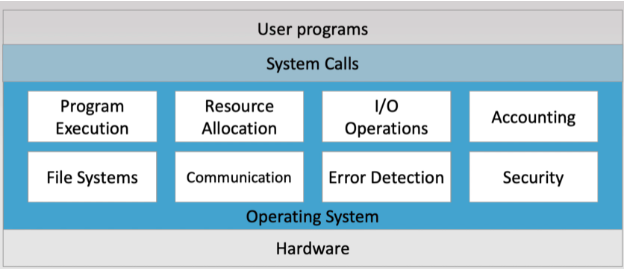 User programs
System Calls
Program
Execution
Resource
Allocation
I/O
Operations
Accounting
File Systems
Communication
Error Detection
Security
Operating System
Hardware